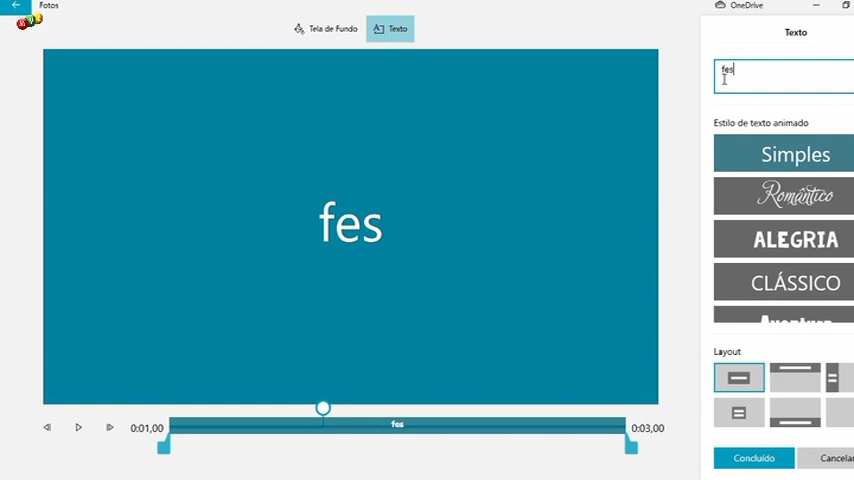 Fotos
OneDrive
Tela de Fundo
Texto
Texto
fes
Estilo de texto animado
Simples
Romântico
ALEGRIA
CLÁSSICO
fes
Layout
0:01,00
fes
0:03,00
Concluído
Cancelar